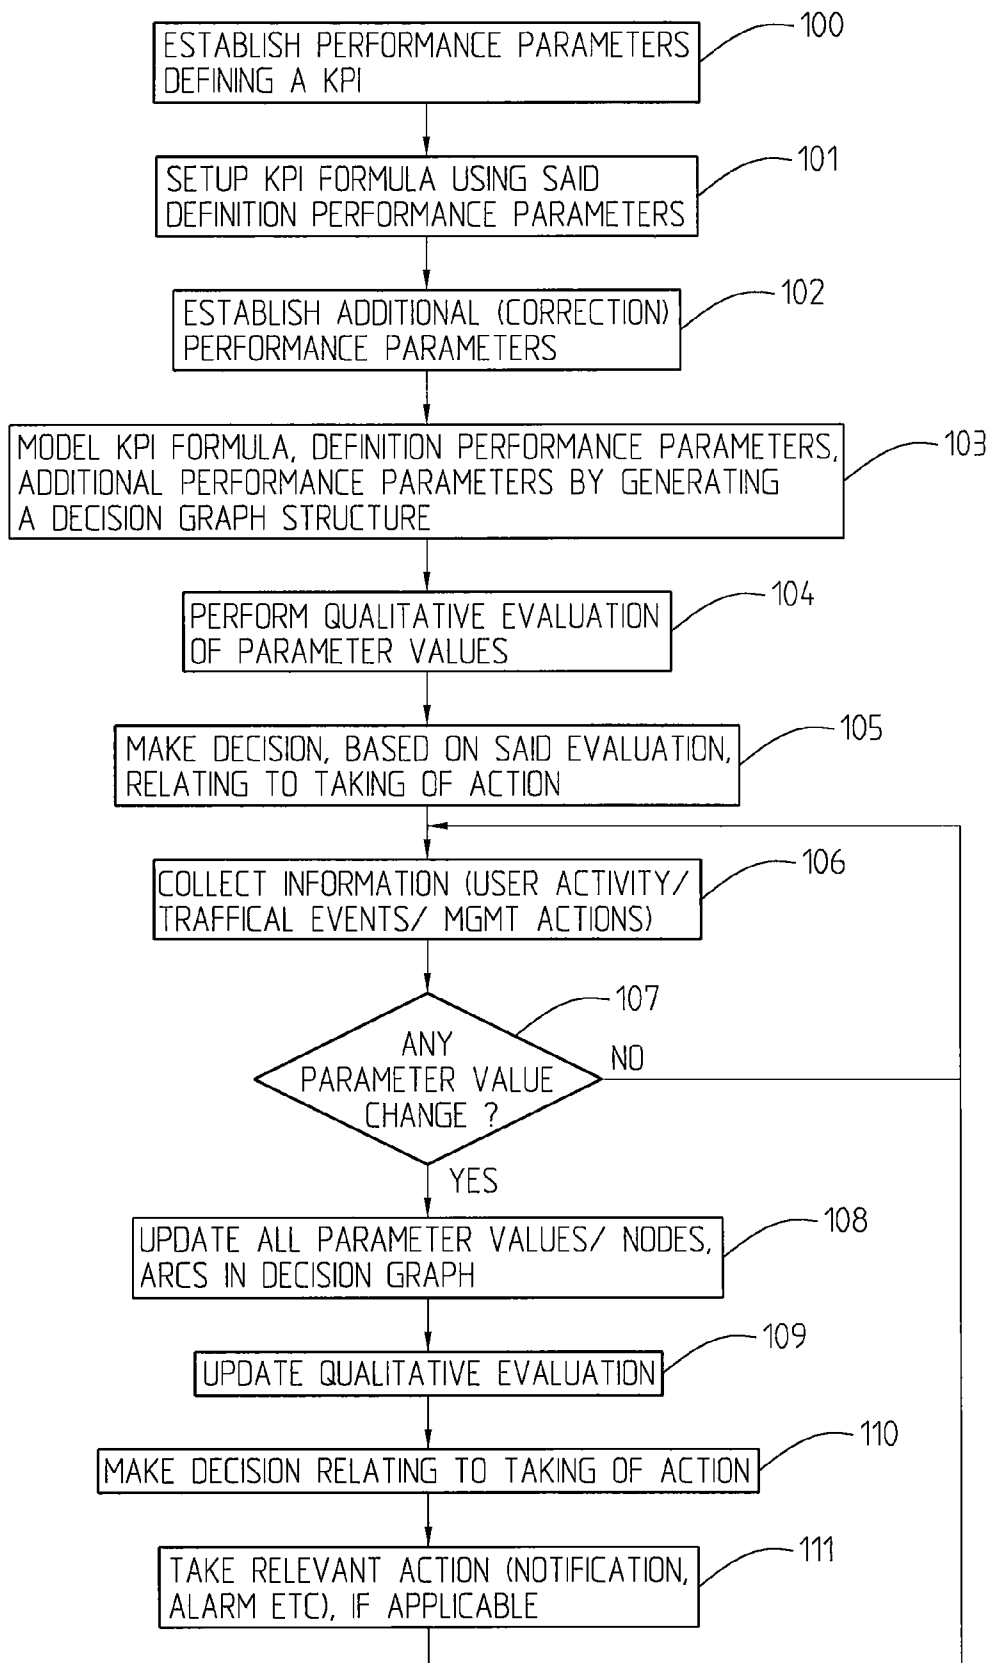 100
ESTABLISH PERFORMANCE PARAMETERS
DEFINING A KPI
101
SETUP KPI FORMULA USING SAID
DEFINITION PERFORMANCE PARAMETERS
102
ESTABLISH ADDITIONAL (CORRECTION)
PERFORMANCE PARAMETERS
103
MODEL KPI FORMULA, DEFINITION PERFORMANCE PARAMETERS,
ADDITIONAL PERFORMANCE PARAMETERS BY GENERATING
A DECISION GRAPH STRUCTURE
104
PERFORM QUALITATIVE EVALUATION
OF PARAMETER VALUES
105
MAKE DECISION, BASED ON SAID EVALUATION,
RELATING TO TAKING OF ACTION
106
COLLECT INFORMATION (USER ACTIVITY/
TRAFFICAL EVENTS/ MGMT ACTIONS)
107
ANY
PARAMETER VALUE
CHANGE ?
NO
YES
108
UPDATE ALL PARAMETER VALUES/ NODES,
ARCS IN DECISION GRAPH
109
UPDATE QUALITATIVE EVALUATION
110
MAKE DECISION RELATING TO TAKING OF ACTION
111
TAKE RELEVANT ACTION (NOTIFICATION,
ALARM ETC), IF APPLICABLE